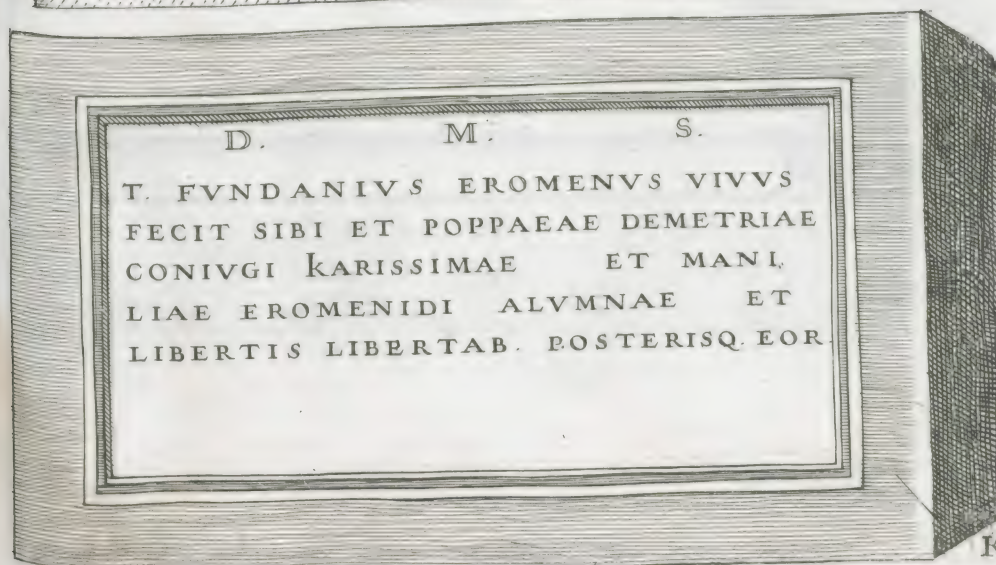 D. M. S.
T. FVNDANIVS EROMENVS VIVVS
FECIT SIBI ET POPPAEAE DEMETRIAE
CONIVGI KARISSIMAE ET MANI,
LIAE EROMENIDI ALVMNAE ET
LIBERTIS LIBERTAB. POSTERISQ. EOR.